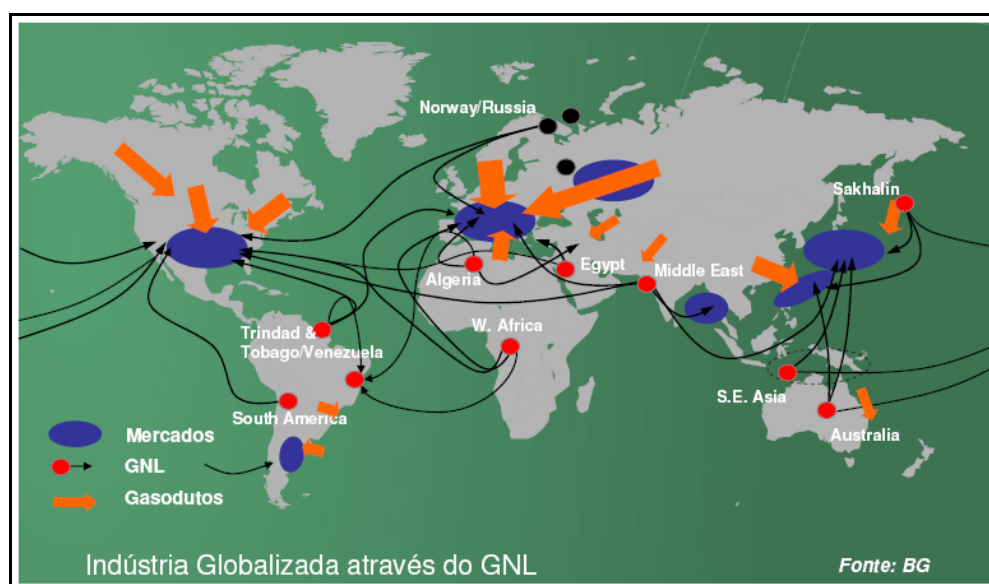 Norway/Russia
Sakhalin
Algeria
Egypt
Middle East
W. Africa
Trinidad &
Tobago/Venezuela
S.E. Asia
South America
Australia
Mercados
GNL
Gasodutos
Indústria Globalizada através do GNL
Fonte: BG